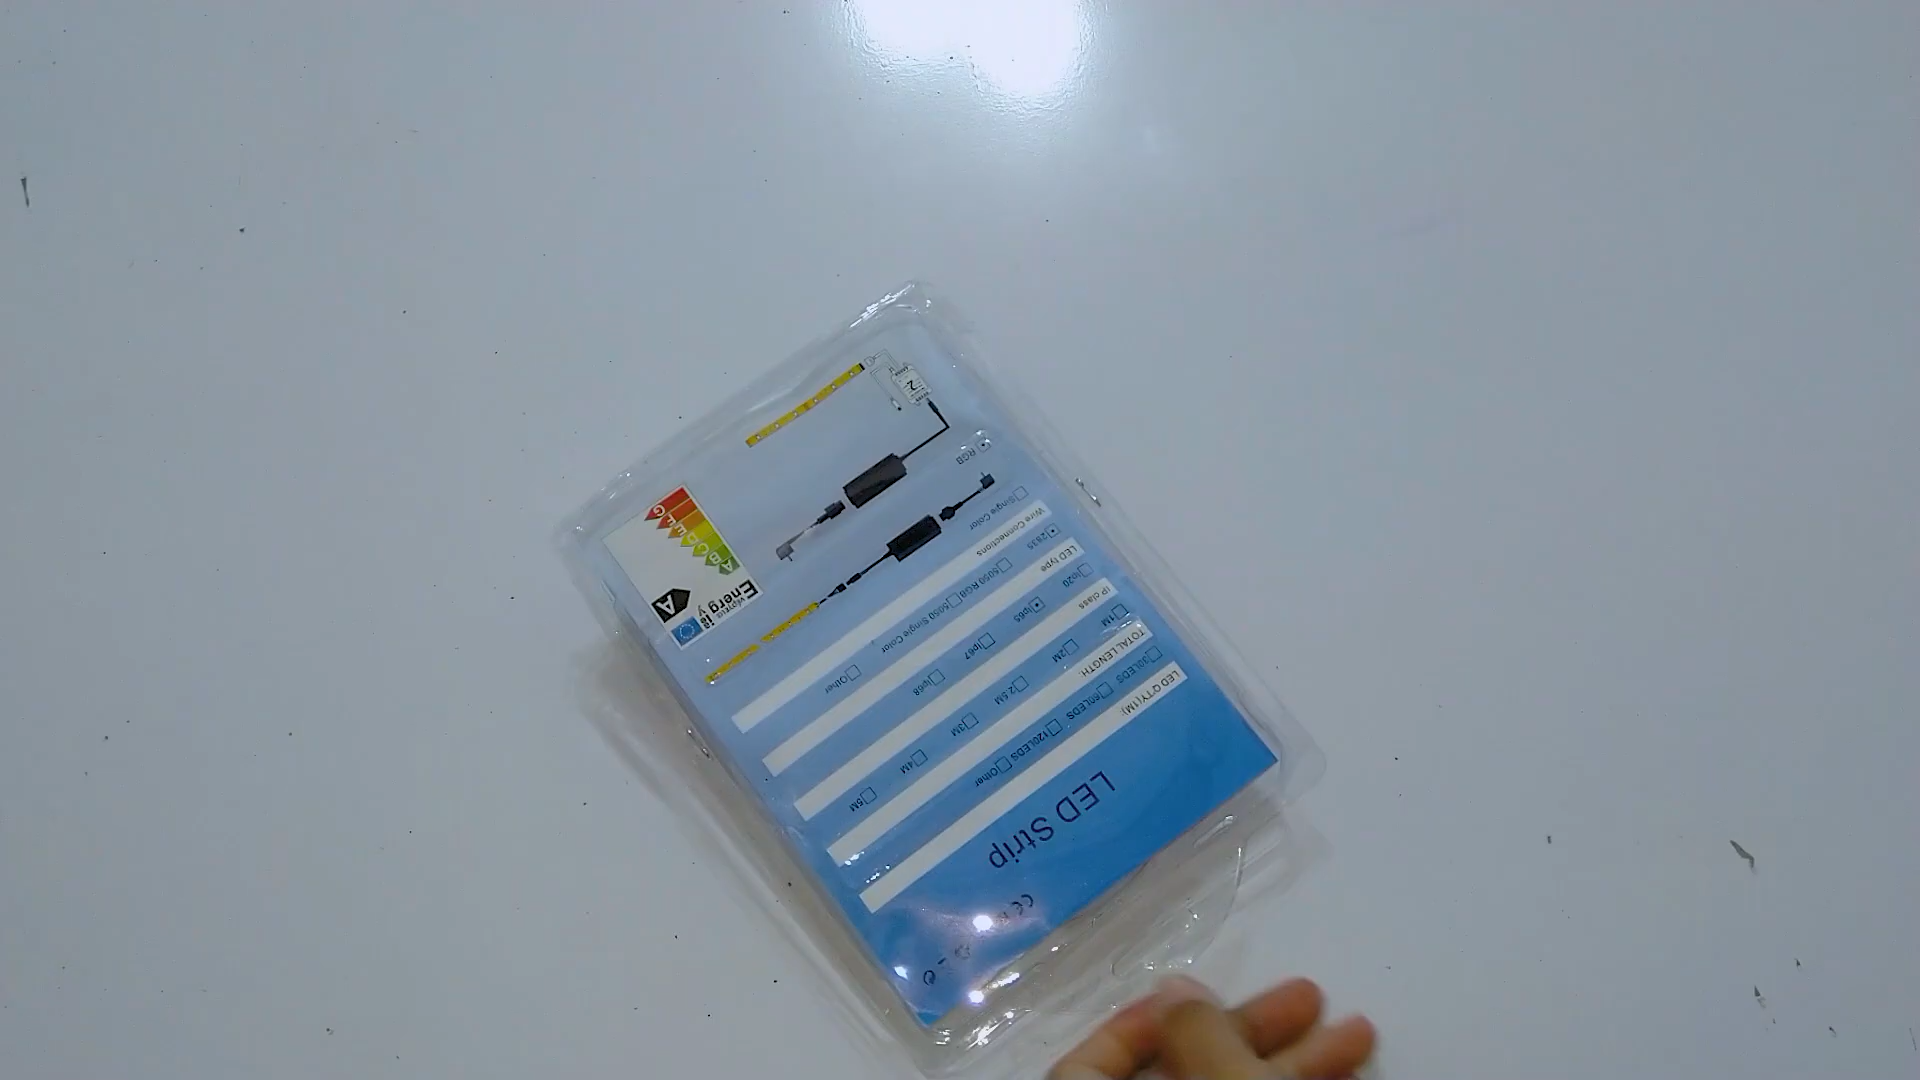 LED Strip
LED Q'TY(1M):
30LEDS 60LEDS 120LEDS Other
TOTAL LENGTH:
1M 2M 2.5M 3M 4M 5M
IP class
Ip20 Ip65 Ip67 Ip68
LED type
2835 5050 RGB 5050 Single Color Other
Wire Connections
Single Color
RGB
2
Energy
A
A
B
C
D
E
F
G